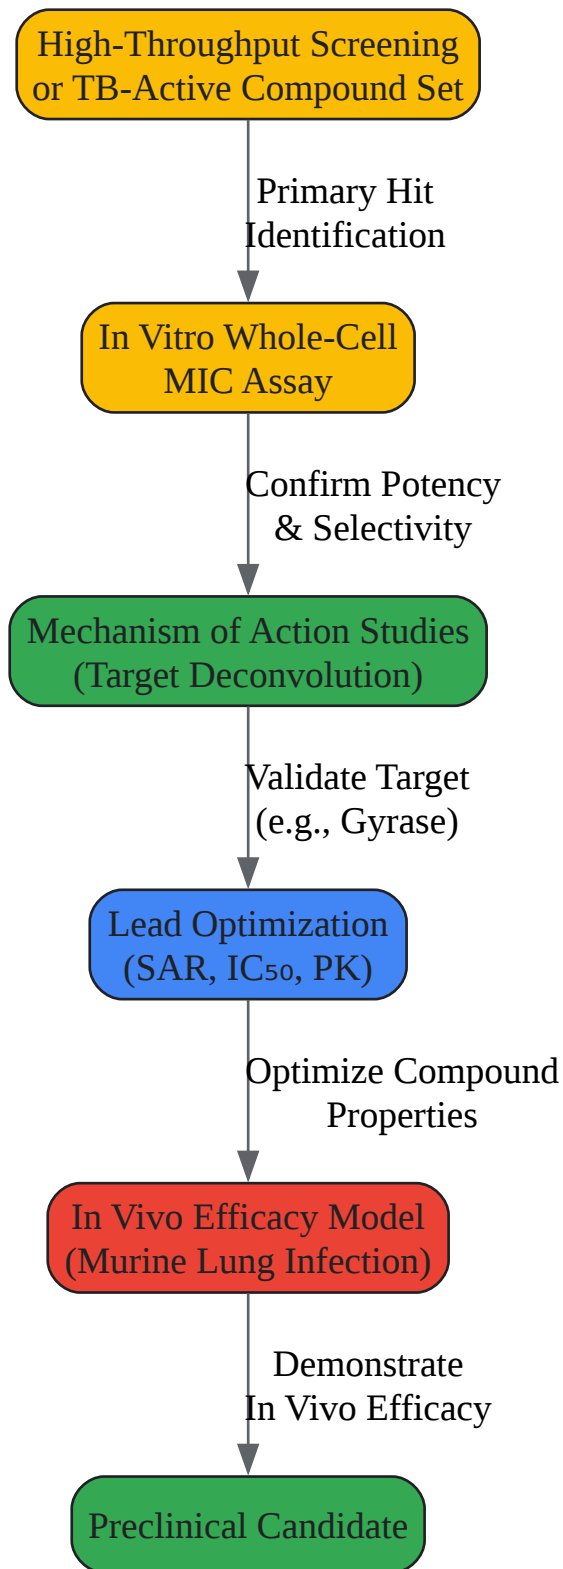 High-Throughput Screening
or TB-Active Compound Set
Primary Hit
Identification
In Vitro Whole-Cell
MIC Assay
Confirm Potency
& Selectivity
Mechanism of Action Studies
(Target Deconvolution)
Validate Target
(e.g., Gyrase)
Lead Optimization
(SAR, IC₅₀, PK)
Optimize Compound
Properties
In Vivo Efficacy Model
(Murine Lung Infection)
Demonstrate
In Vivo Efficacy
Preclinical Candidate